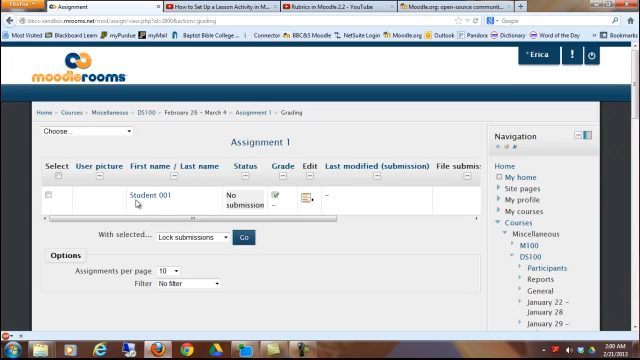 Firefox
Assignment
How to Set Up a Lesson Activity in M...
Rubrics in Moodle 2.2 - YouTube
Moodle.org: open-source communit...
bbcs-sandbox.mrooms.net/mod/assign/view.php?id=3800&action=grading
Google
Most Visited
Blackboard Learn
myPurdue
myMail
Baptist Bible College ...
Connector
BBC&S Moodle
NetSuite Login
Moodle.org
Outlook
Pandora
Dictionary
The Daily D
Bookmarks
moodlerooms
Erica
!
Home
Courses
Miscellaneous
DS100
February 26 - March 4
Assignment 1
Grading
Choose...
Assignment 1
Select
User picture
First name / Last name
Status
Grade
Edit
Last modified (submission)
File submis
Student 001
No submission
-
-
With selected...
Lock submissions
Go
Options
Assignments per page
10
Filter
No filter
Navigation
Home
My home
Site pages
My profile
My courses
Courses
Miscellaneous
M100
DS100
Participants
Reports
General
January 22 -
January 28
January 29 -
2:00 AM
2/21/2013